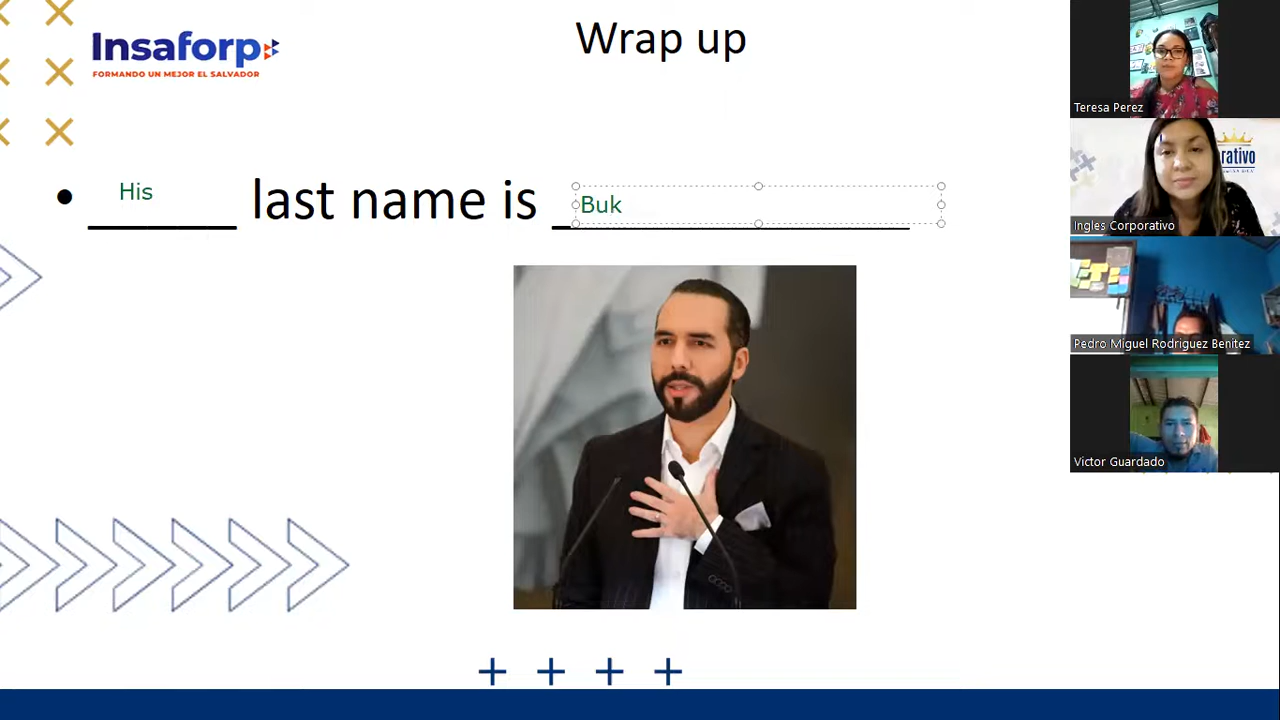 Insaforp
FORMANDO UN MEJOR EL SALVADOR
Wrap up
• His last name is Buk
Teresa Perez
rativo
Ingles Corporativo
Pedro Miguel Rodriguez Benitez
Victor Guardado